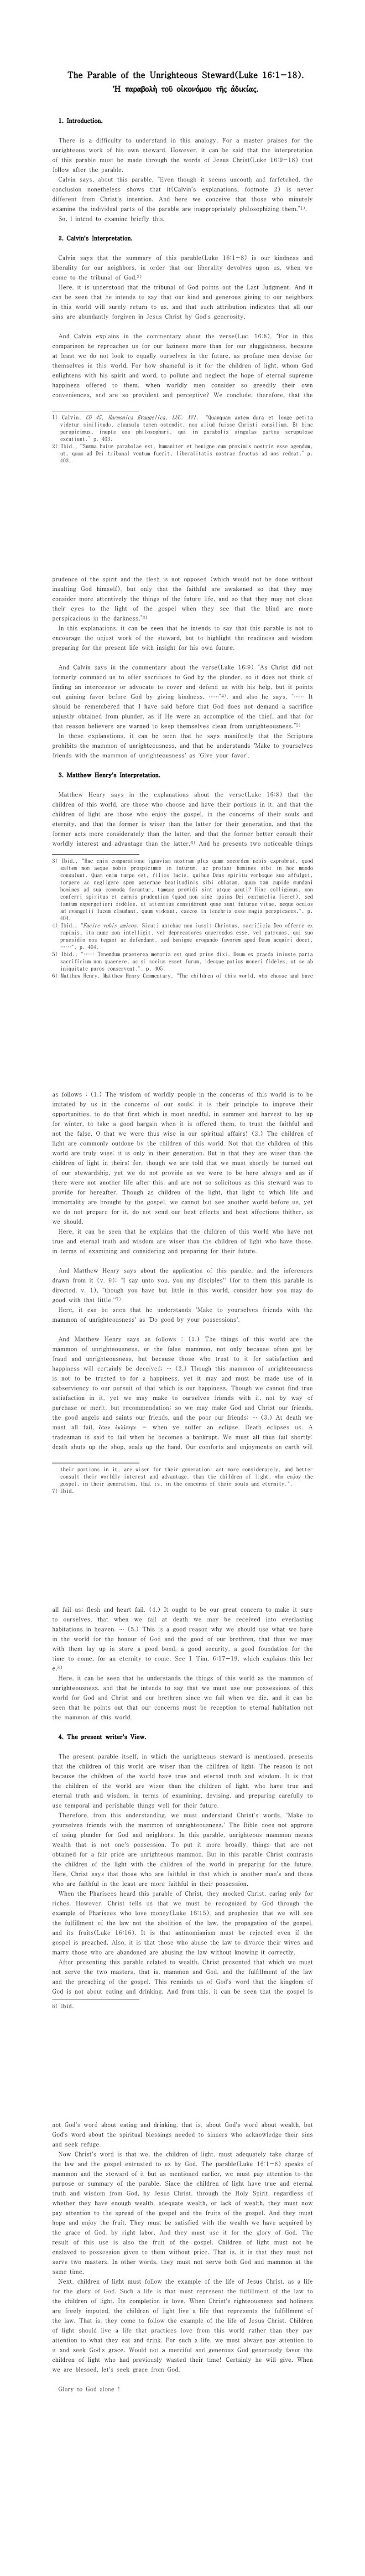 The Parable of the Unrighteous Steward(Luke 16:1-18).
Ἡ παραβολὴ τοῦ οἰκονόμου τῆς ἀδικίας.
1. Introduction.
There is a difficulty to understand in this analogy. For a master praises for the
unrighteous work of his own steward. However, it can be said that the interpretation
of this parable must be made through the words of Jesus Christ(Luke 16:9-18) that
follow after the parable.
Calvin says, about this parable, "Even though it seems uncouth and farfetched, the
conclusion nonetheless shows that it(Calvin's explanations, footnote 2) is never
different from Christ's intention. And here we conceive that those who minutely
examine the individual parts of the parable are inappropriately philosophizing them."1).
So, I intend to examine briefly this.
2. Calvin's Interpretation.
Calvin says that the summary of this parable(Luke 16:1-8) is our kindness and
liberality for our neighbors, in order that our liberality devolves upon us, when we
come to the tribunal of God.2)
Here, it is understood that the tribunal of God points out the Last Judgment. And it
can be seen that he intends to say that our kind and generous giving to our neighbors
in this world will surely return to us, and that such attribution indicates that all our
sins are abundantly forgiven in Jesus Christ by God's generosity.
And Calvin explains in the commentary about the verse(Luc. 16:8), "For in this
comparison he reproaches us for our laziness more than for our sluggishness, because
at least we do not look to equally ourselves in the future, as profane men devise for
themselves in this world. For how shameful is it for the children of light, whom God
enlightens with his spirit and word, to pollute and neglect the hope of eternal supreme
happiness offered to them, when worldly men consider so greedily their own
conveniences, and are so provident and perceptive? We conclude, therefore, that the
1) Calvin, CO 45, Harmonica Evangelica, LUC. XVI, "Quanquam autem dura et longe petita
videtur similitudo, clausula tamen ostendit, non aliud fuisse Christi consilium. Et hinc
perspicimus, inepte eos philosophari, qui in parabolis singulas partes scrupulose
excutiunt." p. 403.
2) Ibid., "Summa huius parabolae est, humaniter et benigne cum proximis nostris esse agendum,
ut, quum ad Dei tribunal ventum fuerit, liberalitatis nostrae fructus ad nos redeat." p.
403.
prudence of the spirit and the flesh is not opposed (which would not be done without
insulting God himself), but only that the faithful are awakened so that they may
consider more attentively the things of the future life, and so that they may not close
their eyes to the light of the gospel when they see that the blind are more
perspicacious in the darkness."3)
In this explanations, it can be seen that he intends to say that this parable is not to
encourage the unjust work of the steward, but to highlight the readiness and wisdom
preparing for the present life with insight for his own future.
And Calvin says in the commentary about the verse(Luke 16:9) "As Christ did not
formerly command us to offer sacrifices to God by the plunder, so it does not think of
finding an intercessor or advocate to cover and defend us with his help, but it points
out gaining favor before God by giving kindness, ----"4), and also he says, "---- It
should be remembered that I have said before that God does not demand a sacrifice
unjustly obtained from plunder, as if He were an accomplice of the thief, and that for
that reason believers are warned to keep themselves clean from unrighteousness."5)
In these explanations, it can be seen that he says manifestly that the Scriptura
prohibits the mammon of unrighteousness, and that he understands 'Make to yourselves
friends with the mammon of unrighteousness' as 'Give your favor'.
3. Matthew Henry's Interpretation.
Matthew Henry says in the explanations about the verse(Luke 16:8) that the
children of this world, are those who choose and have their portions in it, and that the
children of light are those who enjoy the gospel, in the concerns of their souls and
eternity, and that the former is wiser than the latter for their generation, and that the
former acts more considerately than the latter, and that the former better consult their
worldly interest and advantage than the latter.6) And he presents two noticeable things
3) Ibid., "Hac enim comparatione ignaviam nostram plus quam socordem nobis exprobrat, quod
saltem non aeque nobis prospicimus in futurum, ac profani homines sibi in hoc mundo
consulunt. Quam enim turpe est, filios lucis, quibus Deus spiritu verboque suo affulget,
torpere ac negligere spem aeternae beatitudinis sibi oblatam, quum tam cupide mundani
homines ad sua commoda ferantur, tamque providi sint atque acuti? Hinc colligimus, non
conferri spiritus et carnis prudentiam (quod non sine ipsius Dei contumelia fieret), sed
tantum expergefieri fideles, ut attentius considerent quae sunt futurae vitae, neque oculos
ad evangelii lucem claudant, quum videant, caecos in tenebris esse magis perspicaces.". p.
404.
4) Ibid., "Facite vobis amicos. Sicuti antehac non iussit Christus, sacrificia Deo offerre ex
rapinis, ita nunc non intelligit, vel deprecatores quaerendos esse, vel patronos, qui suo
praesidio nos tegant ac defendant, sed benigne erogando favorem apud Deum acquiri docet,
----", p. 404.
5) Ibid., "---- Tenendum praeterea memoria est quod prius dixi, Deum ex praeda iniuste parta
sacrificium non quaerere, ac si socius esset furum, ideoque potius moneri fideles, ut se ab
iniquitate puros conservent.", p. 405.
6) Matthew Henry, Matthew Henry Commentary, "The children of this world, who choose and have
as follows : (1.) The wisdom of worldly people in the concerns of this world is to be
imitated by us in the concerns of our souls: it is their principle to improve their
opportunities, to do that first which is most needful, in summer and harvest to lay up
for winter, to take a good bargain when it is offered them, to trust the faithful and
not the false. O that we were thus wise in our spiritual affairs! (2.) The children of
light are commonly outdone by the children of this world. Not that the children of this
world are truly wise; it is only in their generation. But in that they are wiser than the
children of light in theirs; for, though we are told that we must shortly be turned out
of our stewardship, yet we do not provide as we were to be here always and as if
there were not another life after this, and are not so solicitous as this steward was to
provide for hereafter. Though as children of the light, that light to which life and
immortality are brought by the gospel, we cannot but see another world before us, yet
we do not prepare for it, do not send our best effects and best affections thither, as
we should.
Here, it can be seen that he explains that the children of this world who have not
true and eternal truth and wisdom are wiser than the children of light who have those,
in terms of examining and considering and preparing for their future.
And Matthew Henry says about the application of this parable, and the inferences
drawn from it (v. 9): "I say unto you, you my disciples" (for to them this parable is
directed, v. 1), "though you have but little in this world, consider how you may do
good with that little."7)
Here, it can be seen that he understands 'Make to yourselves friends with the
mammon of unrighteousness' as 'Do good by your possessions'.
And Matthew Henry says as follows : (1.) The things of this world are the
mammon of unrighteousness, or the false mammon, not only because often got by
fraud and unrighteousness, but because those who trust to it for satisfaction and
happiness will certainly be deceived: -- (2.) Though this mammon of unrighteousness
is not to be trusted to for a happiness, yet it may and must be made use of in
subserviency to our pursuit of that which is our happiness. Though we cannot find true
satisfaction in it, yet we may make to ourselves friends with it, not by way of
purchase or merit, but recommendation; so we may make God and Christ our friends,
the good angels and saints our friends, and the poor our friends: -- (3.) At death we
must all fail, ὅταν ἐκλίπητε – when ye suffer an eclipse. Death eclipses us. A
tradesman is said to fail when he becomes a bankrupt. We must all thus fail shortly;
death shuts up the shop, seals up the hand. Our comforts and enjoyments on earth will
their portions in it, are wiser for their generation, act more considerately, and better
consult their worldly interest and advantage, than the children of light, who enjoy the
gospel, in their generation, that is, in the concerns of their souls and eternity.".
7) Ibid.
all fail us; flesh and heart fail. (4.) It ought to be our great concern to make it sure
to ourselves, that when we fail at death we may be received into everlasting
habitations in heaven. -- (5.) This is a good reason why we should use what we have
in the world for the honour of God and the good of our brethren, that thus we may
with them lay up in store a good bond, a good security, a good foundation for the
time to come, for an eternity to come. See 1 Tim. 6:17-19, which explains this her
e.8)
Here, it can be seen that he understands the things of this world as the mammon of
unrighteousness, and that he intends to say that we must use our possessions of this
world for God and Christ and our brethren since we fail when we die, and it can be
seen that he points out that our concerns must be reception to eternal habitation not
the mammon of this world.
4. The present writer's View.
The present parable itself, in which the unrighteous steward is mentioned, presents
that the children of this world are wiser than the children of light. The reason is not
because the children of the world have true and eternal truth and wisdom. It is that
the children of the world are wiser than the children of light, who have true and
eternal truth and wisdom, in terms of examining, devising, and preparing carefully to
use temporal and perishable things well for their future.
Therefore, from this understanding, we must understand Christ's words, 'Make to
yourselves friends with the mammon of unrighteousness.' The Bible does not approve
of using plunder for God and neighbors. In this parable, unrighteous mammon means
wealth that is not one's possession. To put it more broadly, things that are not
obtained for a fair price are unrighteous mammon. But in this parable Christ contrasts
the children of the light with the children of the world in preparing for the future.
Here, Christ says that those who are faithful in that which is another man's and those
who are faithful in the least are more faithful in their possession.
When the Pharisees heard this parable of Christ, they mocked Christ, caring only for
riches. However, Christ tells us that we must be recognized by God through the
example of Pharisees who love money(Luke 16:15), and prophesies that we will see
the fulfillment of the law not the abolition of the law, the propagation of the gospel,
and its fruits(Luke 16:16). It is that antinomianism must be rejected even if the
gospel is preached. Also, it is that those who abuse the law to divorce their wives and
marry those who are abandoned are abusing the law without knowing it correctly.
After presenting this parable related to wealth, Christ presented that which we must
not serve the two masters, that is, mammon and God, and the fulfillment of the law
and the preaching of the gospel. This reminds us of God's word that the kingdom of
God is not about eating and drinking. And from this, it can be seen that the gospel is
8) Ibid.
not God's word about eating and drinking, that is, about God's word about wealth, but
God's word about the spiritual blessings needed to sinners who acknowledge their sins
and seek refuge.
Now Christ's word is that we, the children of light, must adequately take charge of
the law and the gospel entrusted to us by God. The parable(Luke 16:1-8) speaks of
mammon and the steward of it but as mentioned earlier, we must pay attention to the
purpose or summary of the parable. Since the children of light have true and eternal
truth and wisdom from God, by Jesus Christ, through the Holy Spirit, regardless of
whether they have enough wealth, adequate wealth, or lack of wealth, they must now
pay attention to the spread of the gospel and the fruits of the gospel. And they must
hope and enjoy the fruit. They must be satisfied with the wealth we have acquired by
the grace of God, by right labor. And they must use it for the glory of God. The
result of this use is also the fruit of the gospel. Children of light must not be
enslaved to possession given to them without price. That is, it is that they must not
serve two masters. In other words, they must not serve both God and mammon at the
same time.
Next, children of light must follow the example of the life of Jesus Christ, as a life
for the glory of God. Such a life is that must represent the fulfillment of the law to
the children of light. Its completion is love. When Christ's righteousness and holiness
are freely imputed, the children of light live a life that represents the fulfillment of
the law. That is, they come to follow the example of the life of Jesus Christ. Children
of light should live a life that practices love from this world rather than they pay
attention to what they eat and drink. For such a life, we must always pay attention to
it and seek God's grace. Would not a merciful and generous God generously favor the
children of light who had previously wasted their time! Certainly he will give. When
we are blessed, let's seek grace from God.
Glory to God alone !